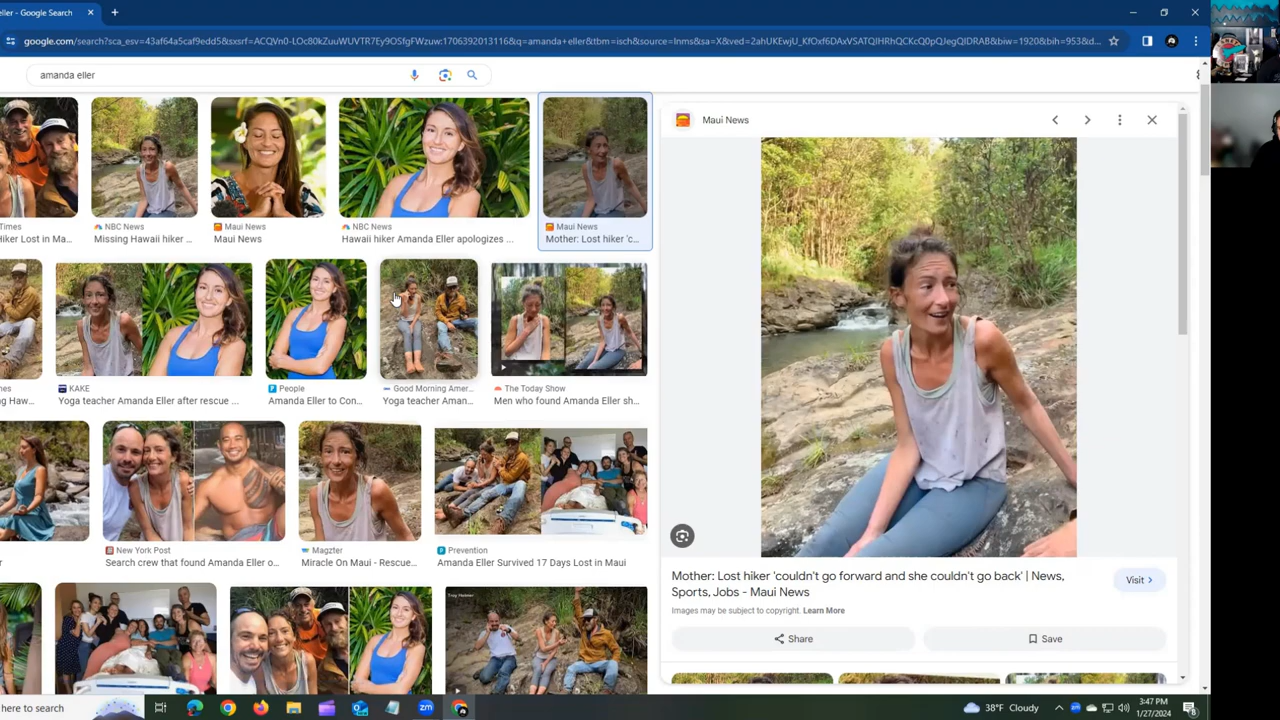 eller - Google Search
google.com/search?sca_esv=43af64a5caf9edd5&sxsrf=ACQVn0-LOc80kZuuWUVTR7Ey9OSfgFWzuw:1706392013116&q=amanda+eller&tbm=isch&source=lnms&sa=X&ved=2ahUKEwjU_KfOxf6DAxVSATQIHRhQCKcQ0pQJegQIDRAB&biw=1920&bih=953&d...
amanda eller
Times
Hiker Lost in Ma...
NBC News
Missing Hawaii hiker ...
Maui News
Maui News
NBC News
Hawaii hiker Amanda Eller apologizes ...
Maui News
Mother: Lost hiker 'c...
Maui News
mes
ng Haw...
KAKE
Yoga teacher Amanda Eller after rescue ...
People
Amanda Eller to Con...
Good Morning Amer...
Yoga teacher Aman...
The Today Show
Men who found Amanda Eller sh...
r
New York Post
Search crew that found Amanda Eller o...
Magzter
Miracle On Maui - Rescue...
Prevention
Amanda Eller Survived 17 Days Lost in Maui
Mother: Lost hiker 'couldn't go forward and she couldn't go back' | News,
Sports, Jobs - Maui News
Visit
Images may be subject to copyright. Learn More
Share
Save
here to search
38°F Cloudy
3:47 PM
1/27/2024